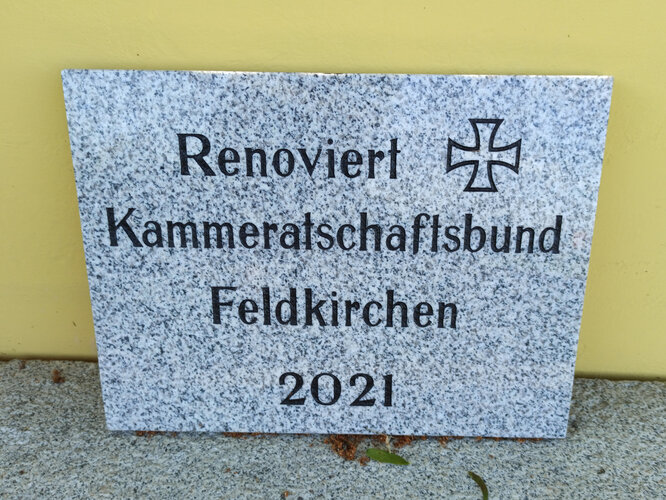 Renoviert
Kammeratschaftsbund
Feldkirchen
2021